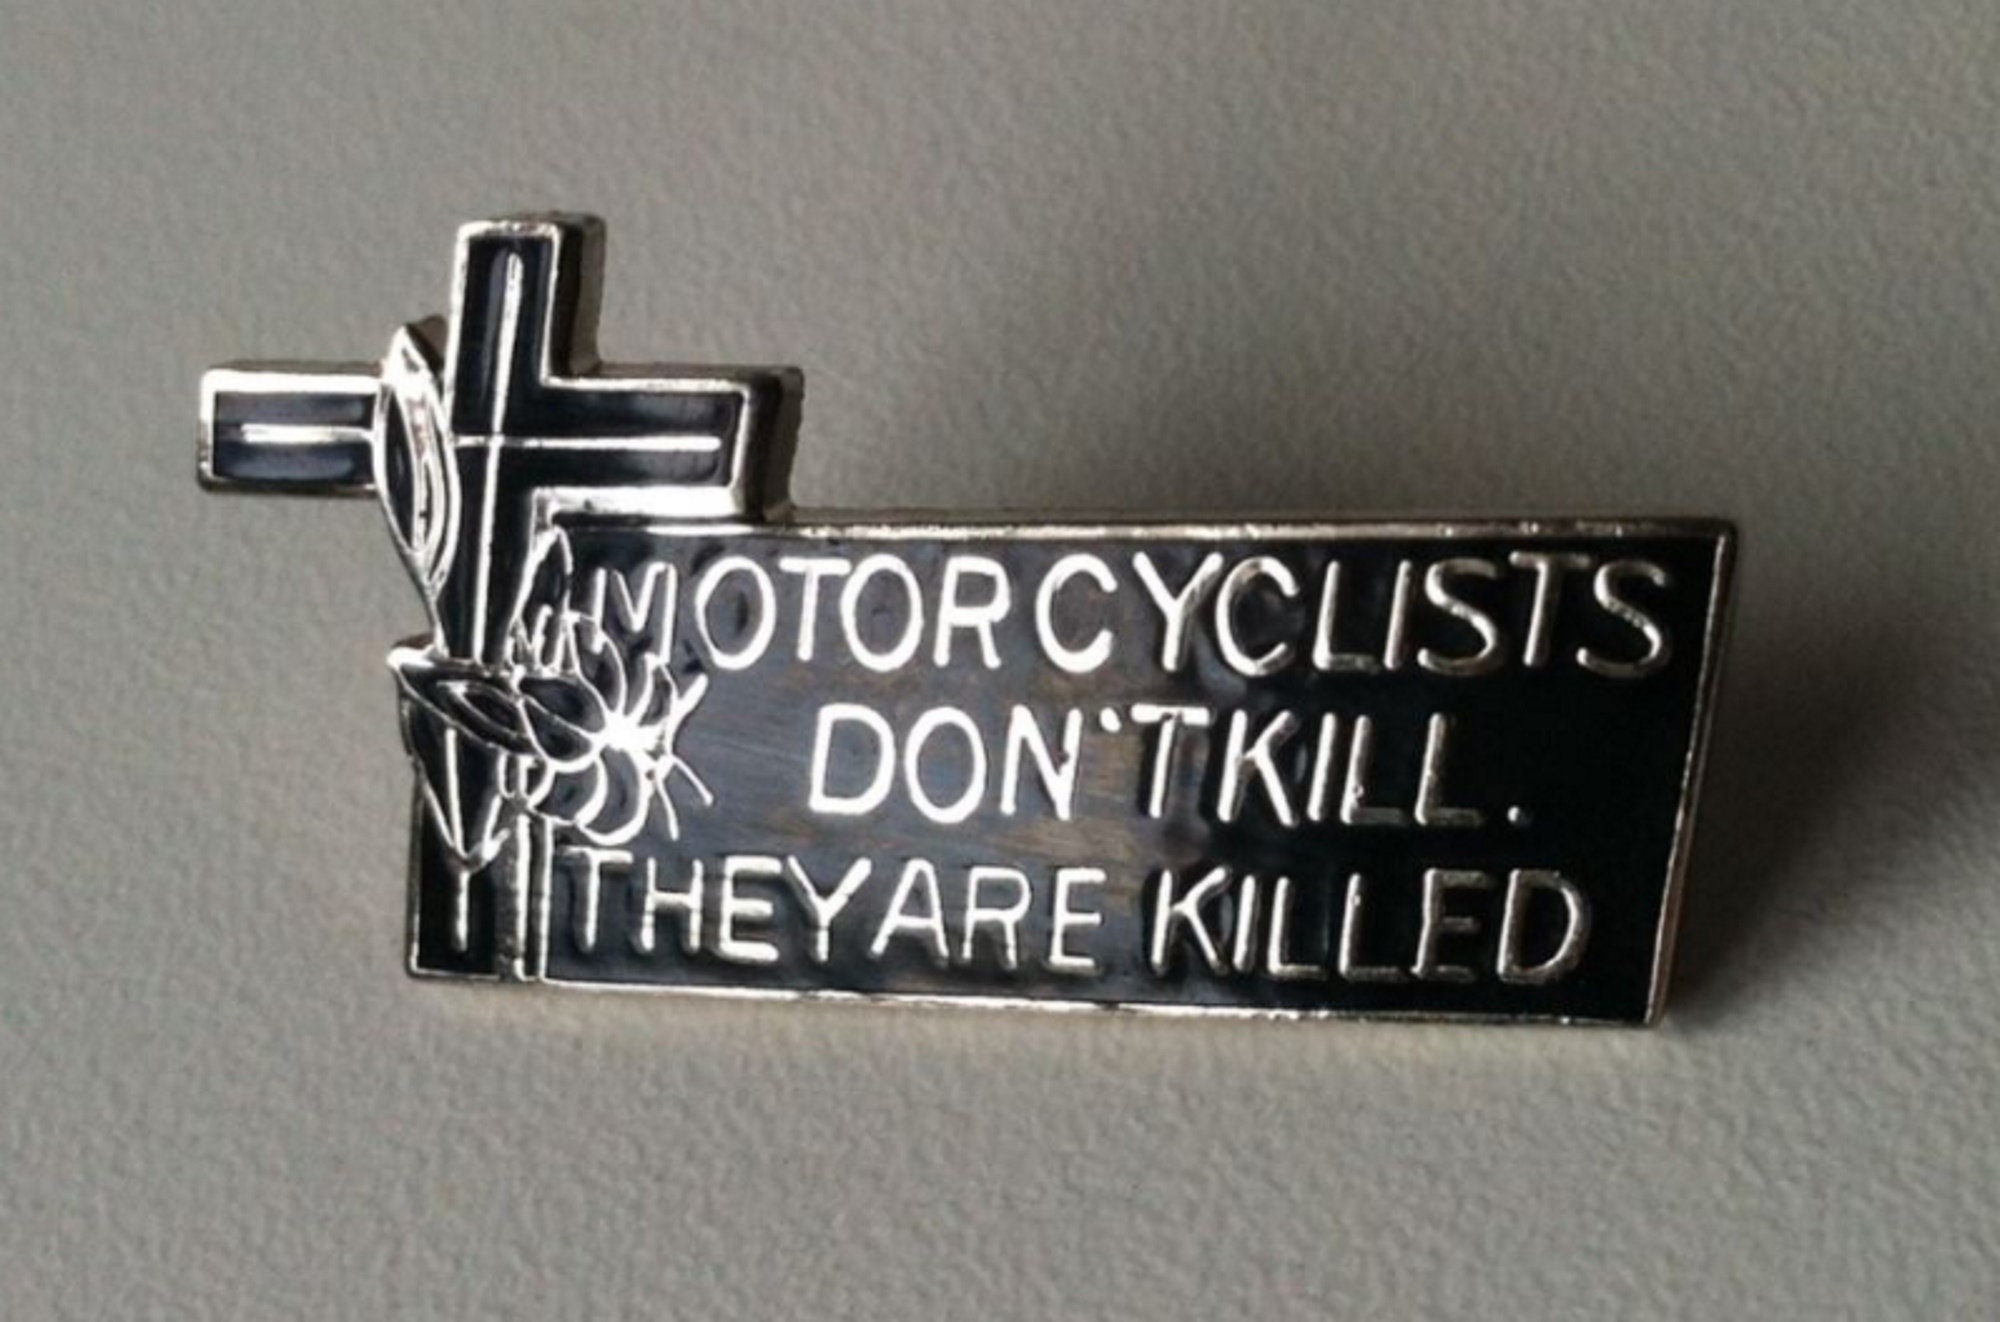 MOTORCYCLISTS
DON'T KILL.
THEY ARE KILLED